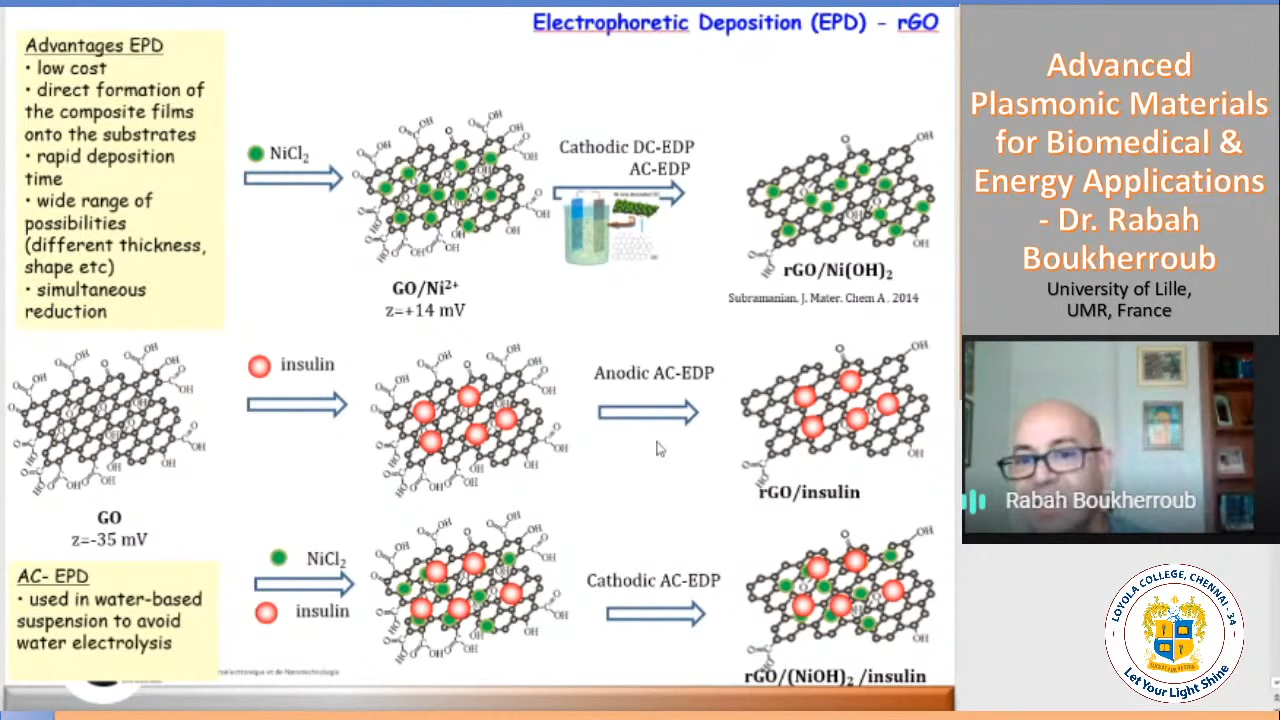 Electrophoretic Deposition (EPD) - rGO
Advantages EPD
• low cost
• direct formation of
the composite films
onto the substrates
• rapid deposition
time
• wide range of
possibilities
(different thickness,
shape etc)
• simultaneous
reduction
NiCl2
GO/Ni2+
z=+14 mV
Cathodic DC-EDP
AC-EDP
rGO/Ni(OH)2
Subramanian, J. Mater. Chem A, 2014
GO
z=-35 mV
insulin
Anodic AC-EDP
rGO/insulin
AC- EPD
• used in water-based
suspension to avoid
water electrolysis
NiCl2
insulin
Cathodic AC-EDP
rGO/(NiOH)2 /insulin
et de Nanotechnologie
Advanced
Plasmonic Materials
for Biomedical &
Energy Applications
- Dr. Rabah
Boukherroub
University of Lille,
UMR, France
Rabah Boukherroub
LOYOLA COLLEGE, CHENNAI - 34
Let Your Light Shine